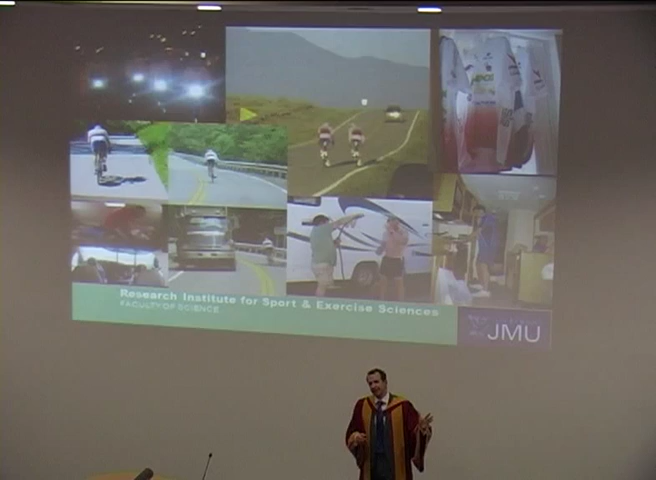 Research Institute for Sport & Exercise Sciences
FACULTY OF SCIENCE
JMU